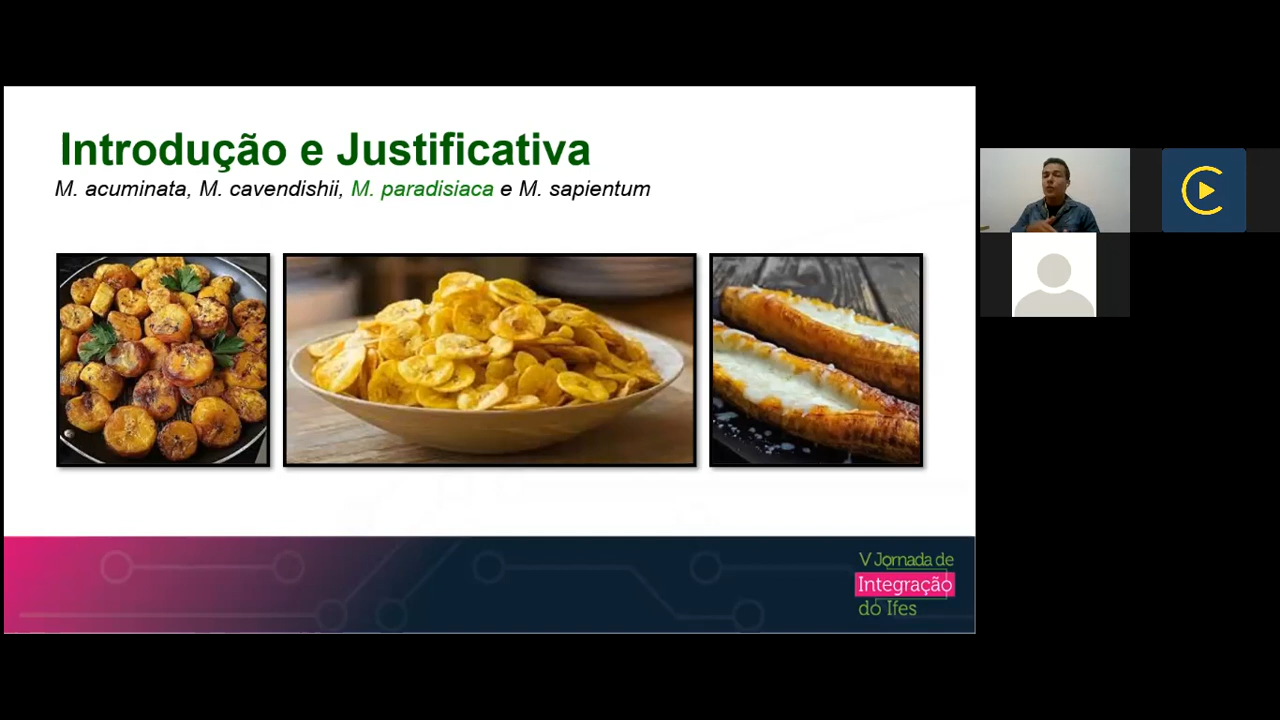 Introdução e Justificativa
M. acuminata, M. cavendishii, M. paradisiaca e M. sapientum
V Jornada de
Integração
do Ifes